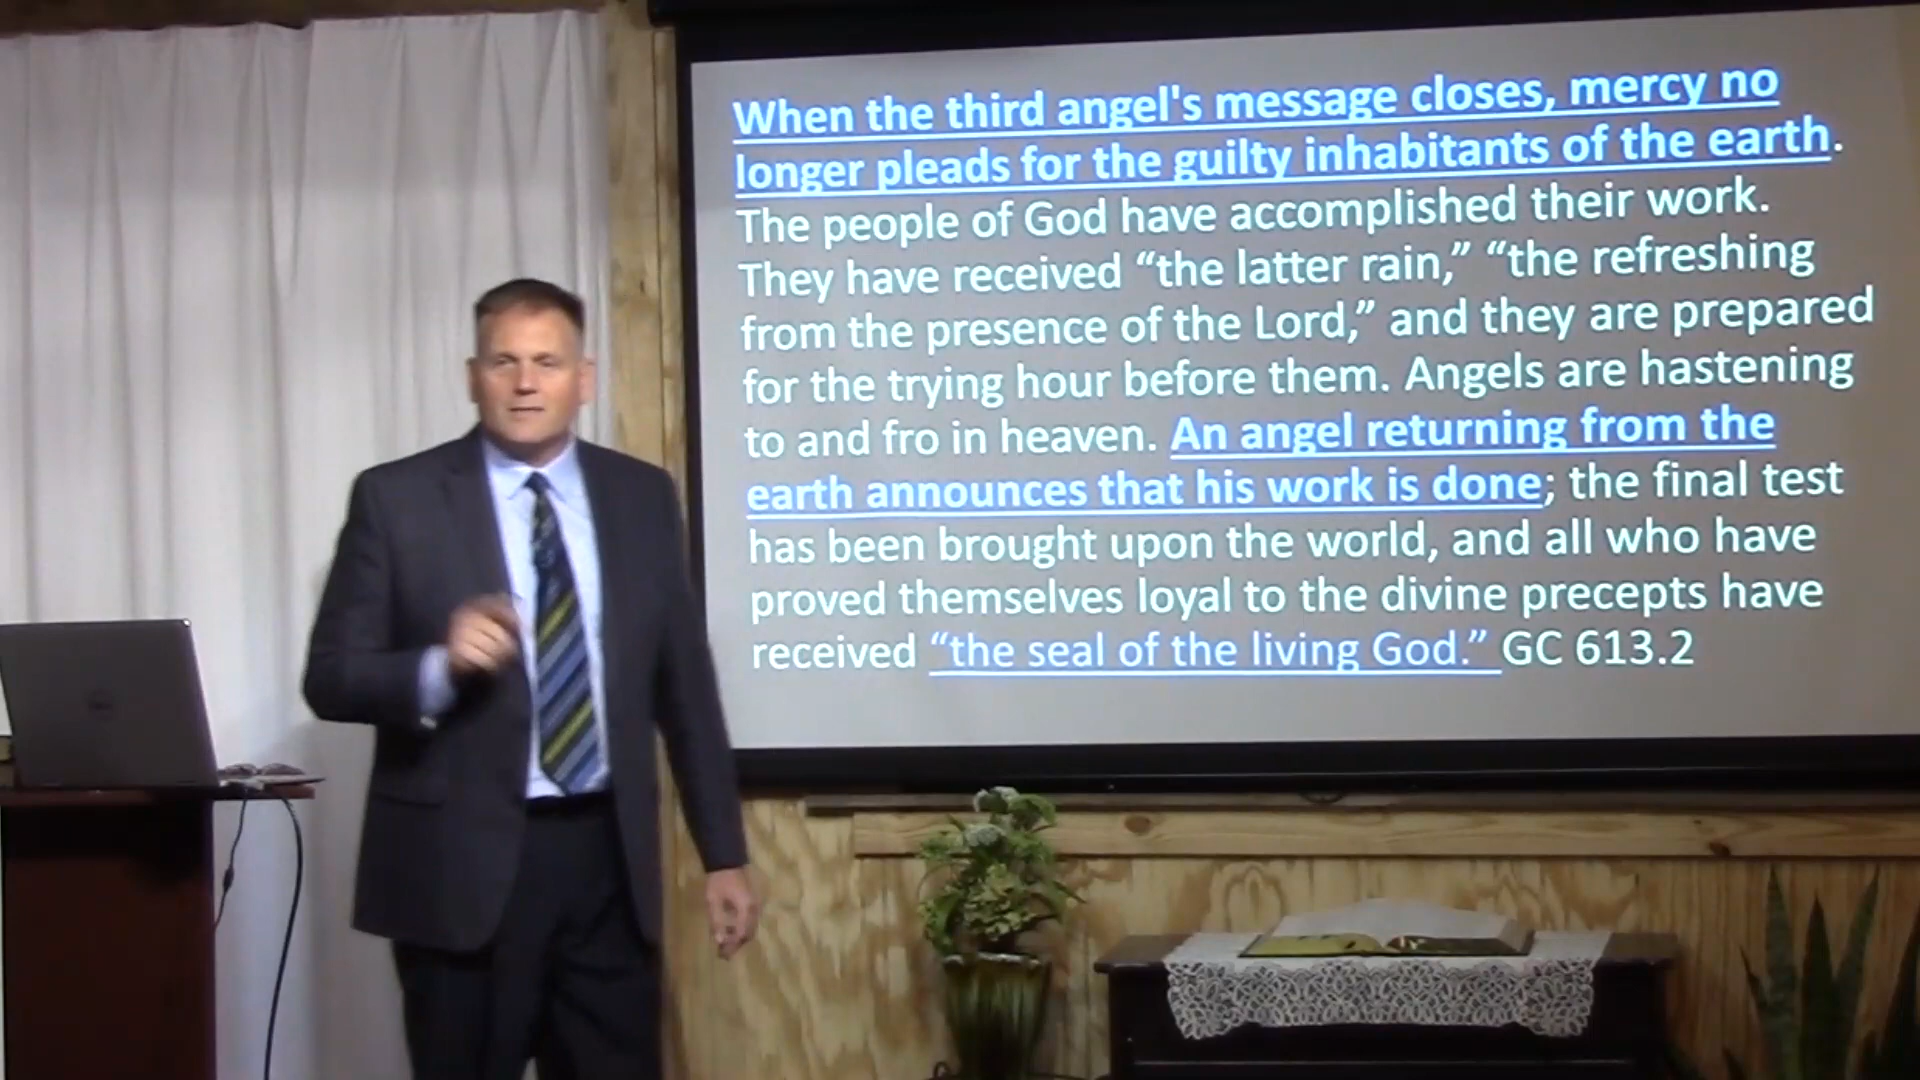 When the third angel's message closes, mercy no
longer pleads for the guilty inhabitants of the earth.
The people of God have accomplished their work.
They have received “the latter rain,” “the refreshing
from the presence of the Lord,” and they are prepared
for the trying hour before them. Angels are hastening
to and fro in heaven. An angel returning from the
earth announces that his work is done; the final test
has been brought upon the world, and all who have
proved themselves loyal to the divine precepts have
received “the seal of the living God.” GC 613.2